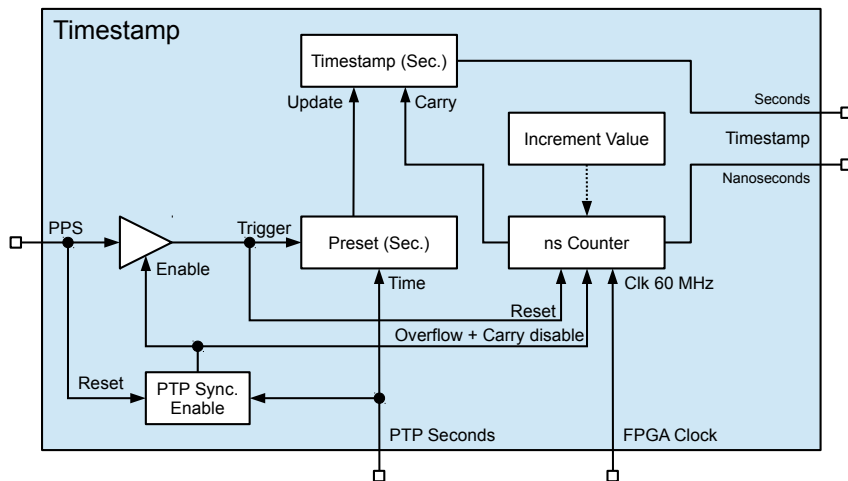 Timestamp
Timestamp (Sec.)
Update
Carry
Seconds
Increment Value
Timestamp
Nanoseconds
PPS
Trigger
Preset (Sec.)
ns Counter
Enable
Time
Clk 60 MHz
Reset
Overflow + Carry disable
Reset
PTP Sync.
Enable
PTP Seconds
FPGA Clock